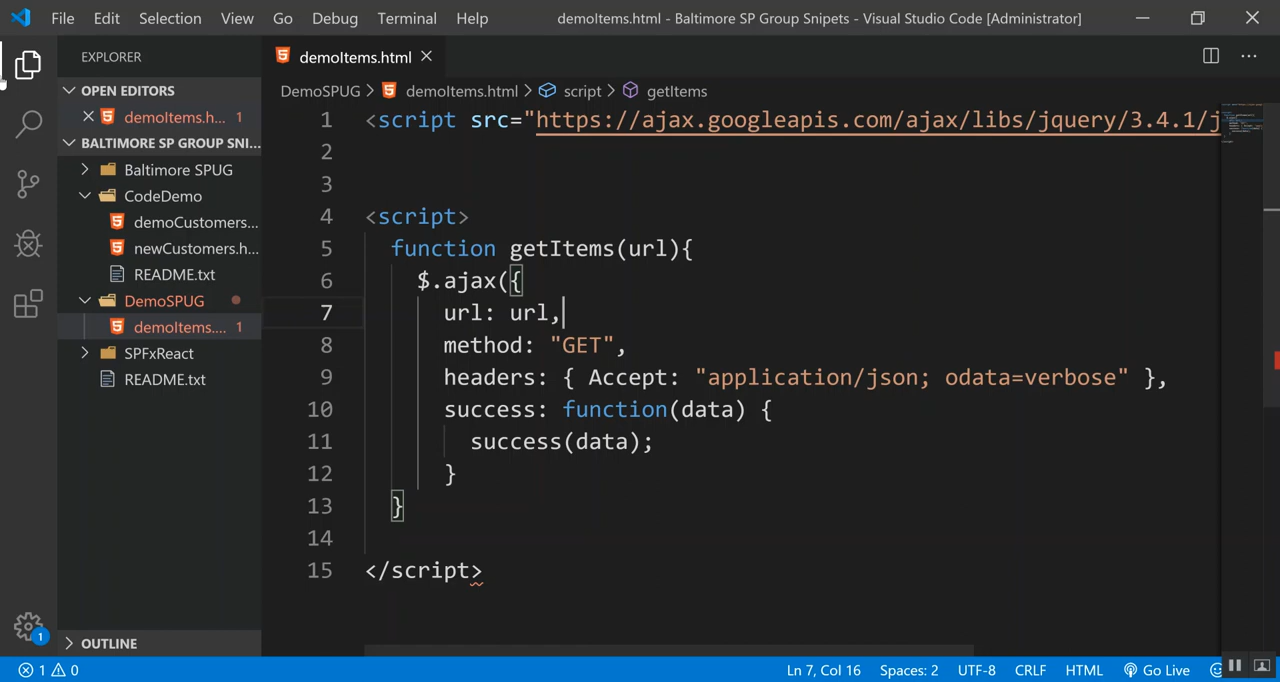 File Edit Selection View Go Debug Terminal Help demoItems.html - Baltimore SP Group Snipets - Visual Studio Code [Administrator]
EXPLORER
OPEN EDITORS
demoItems.h... 1
BALTIMORE SP GROUP SNI...
Baltimore SPUG
CodeDemo
demoCustomers...
newCustomers.h...
README.txt
DemoSPUG
demoItems.... 1
SPFxReact
README.txt
OUTLINE
demoItems.html
DemoSPUG > demoItems.html > script > getItems
1 <script src="https://ajax.googleapis.com/ajax/libs/jquery/3.4.1/j
2
3
4 <script>
5 function getItems(url){
6 $.ajax({
7 url: url,
8 method: "GET",
9 headers: { Accept: "application/json; odata=verbose" },
10 success: function(data) {
11 success(data);
12 }
13 }
14
15 </script>
1
1 0 Ln 7, Col 16 Spaces: 2 UTF-8 CRLF HTML Go Live